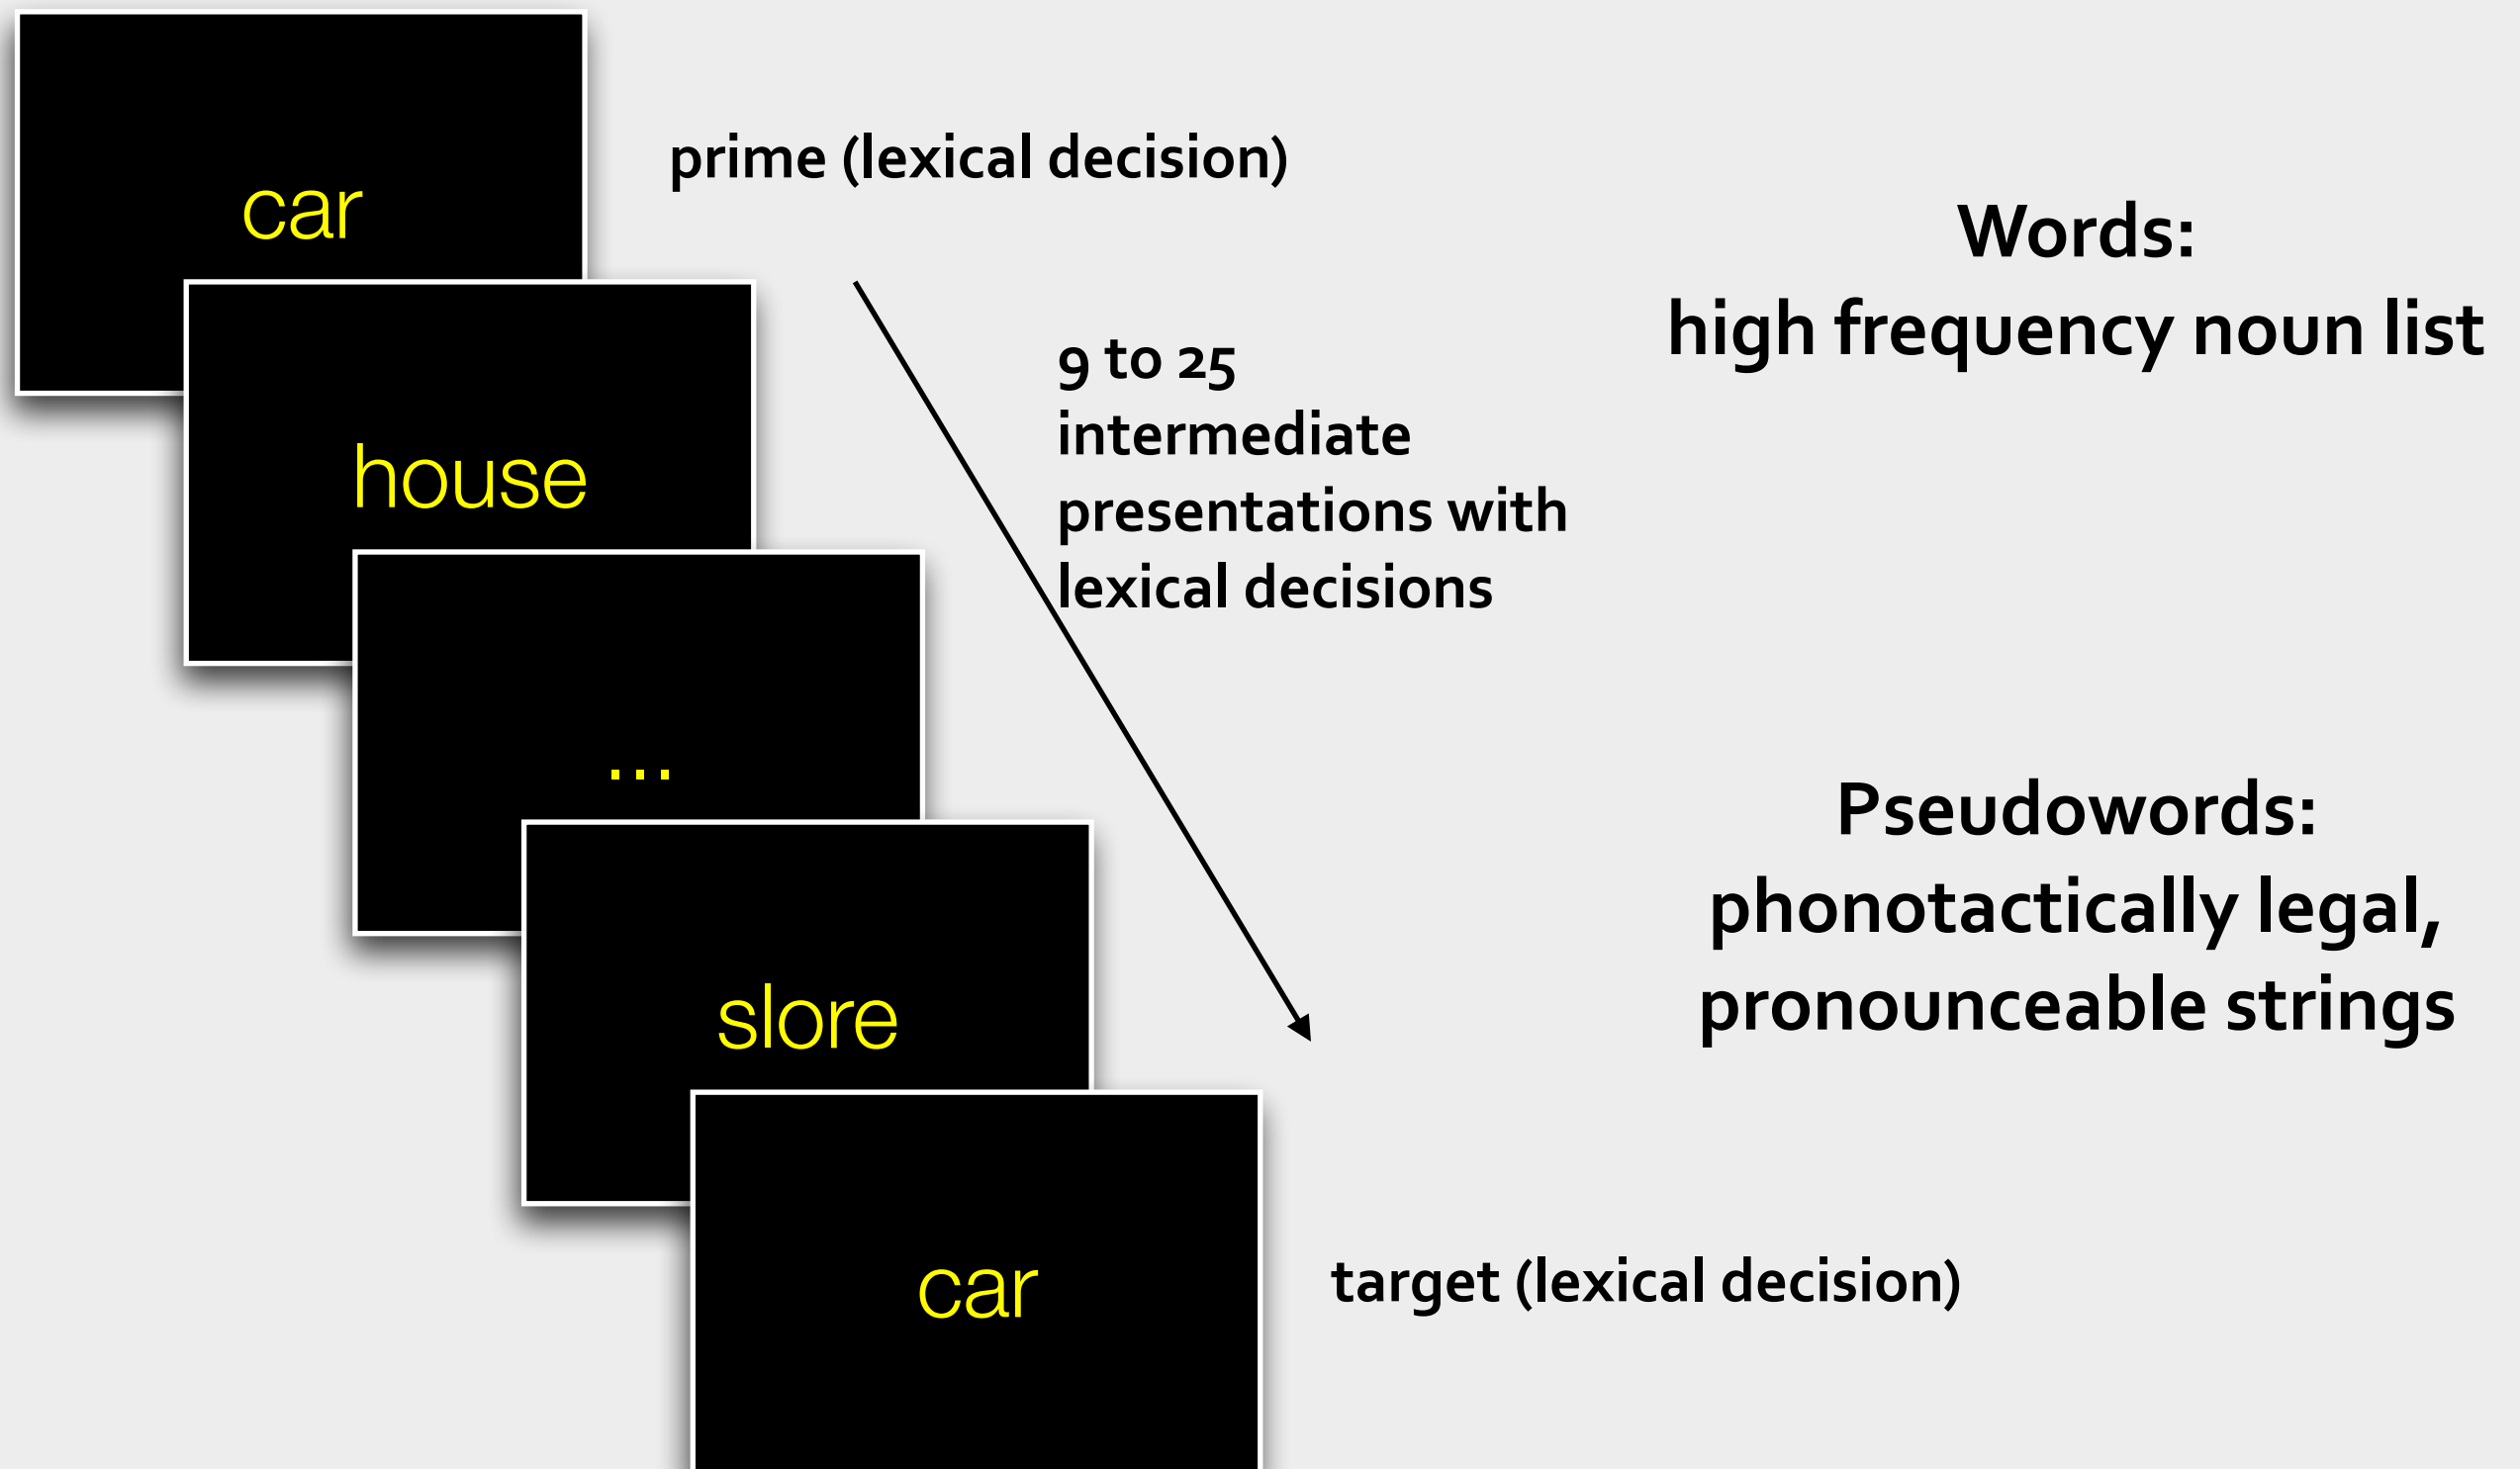 car
prime (lexical decision)
house
9 to 25
intermediate
presentations with
lexical decisions
...
slore
car
target (lexical decision)
Words:
high frequency noun list
Pseudowords:
phonotactically legal,
pronounceable strings